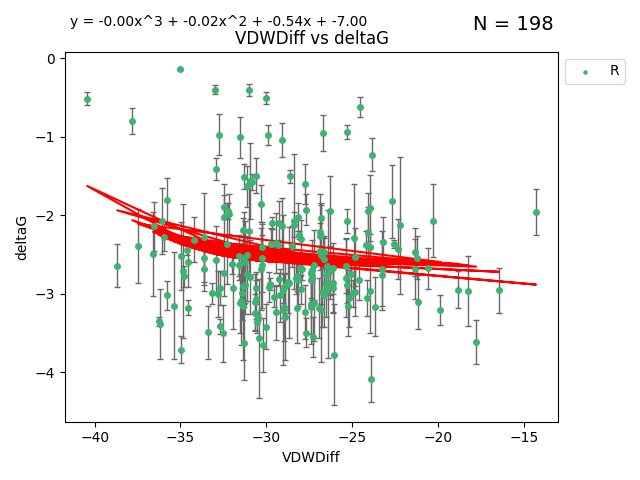 y = -0.00x^3 + -0.02x^2 + -0.54x + -7.00
N = 198
VDWDiff vs deltaG
R
0
−1
−2
−3
−4
deltaG
−40 −35 −30 −25 −20 −15
VDWDiff